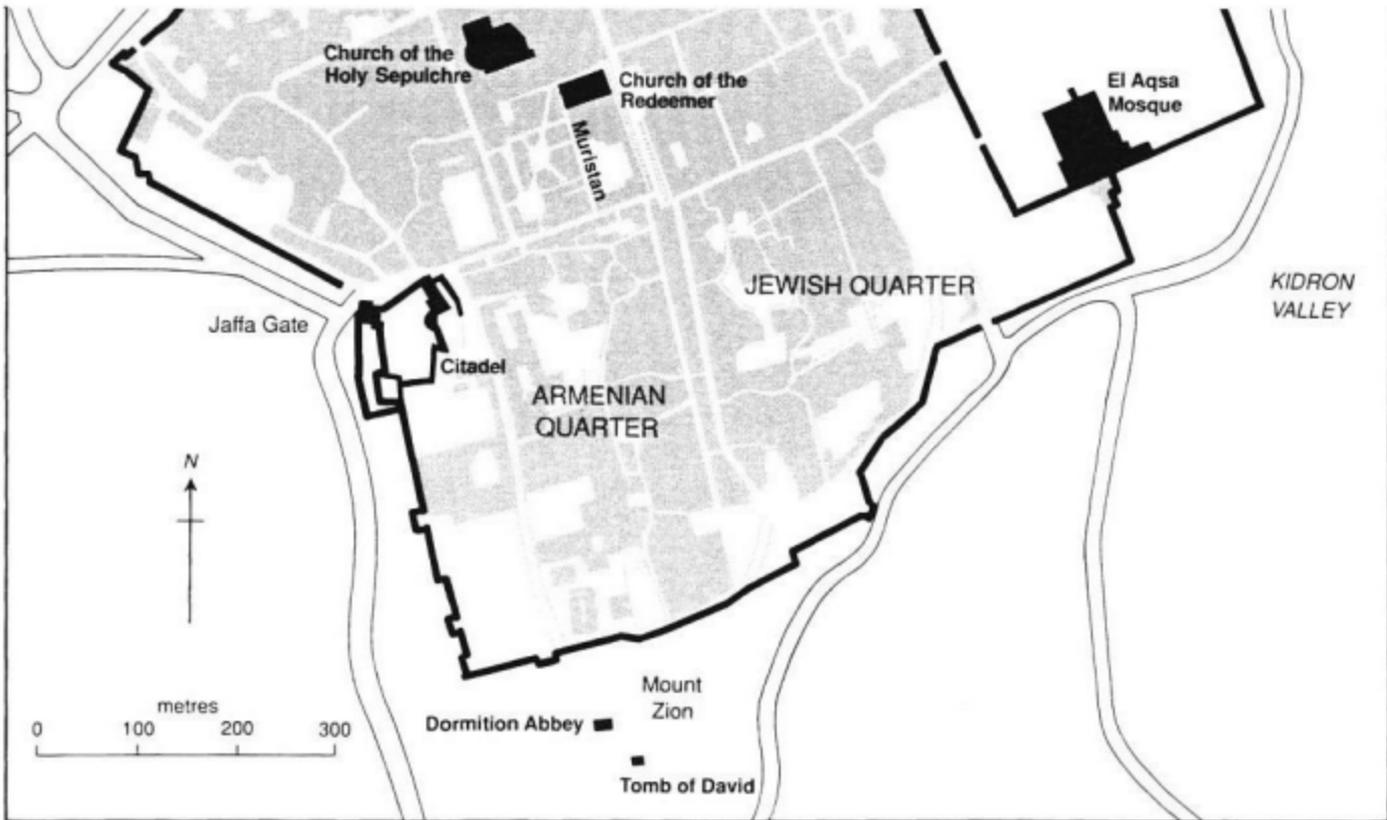 Church of the
Holy Sepulchre
Church of the
Redeemer
El Aqsa
Mosque
Muristan
JEWISH QUARTER
KIDRON
VALLEY
Jaffa Gate
Citadel
ARMENIAN
QUARTER
N
Mount
Zion
metres
0 100 200 300
Dormition Abbey
Tomb of David